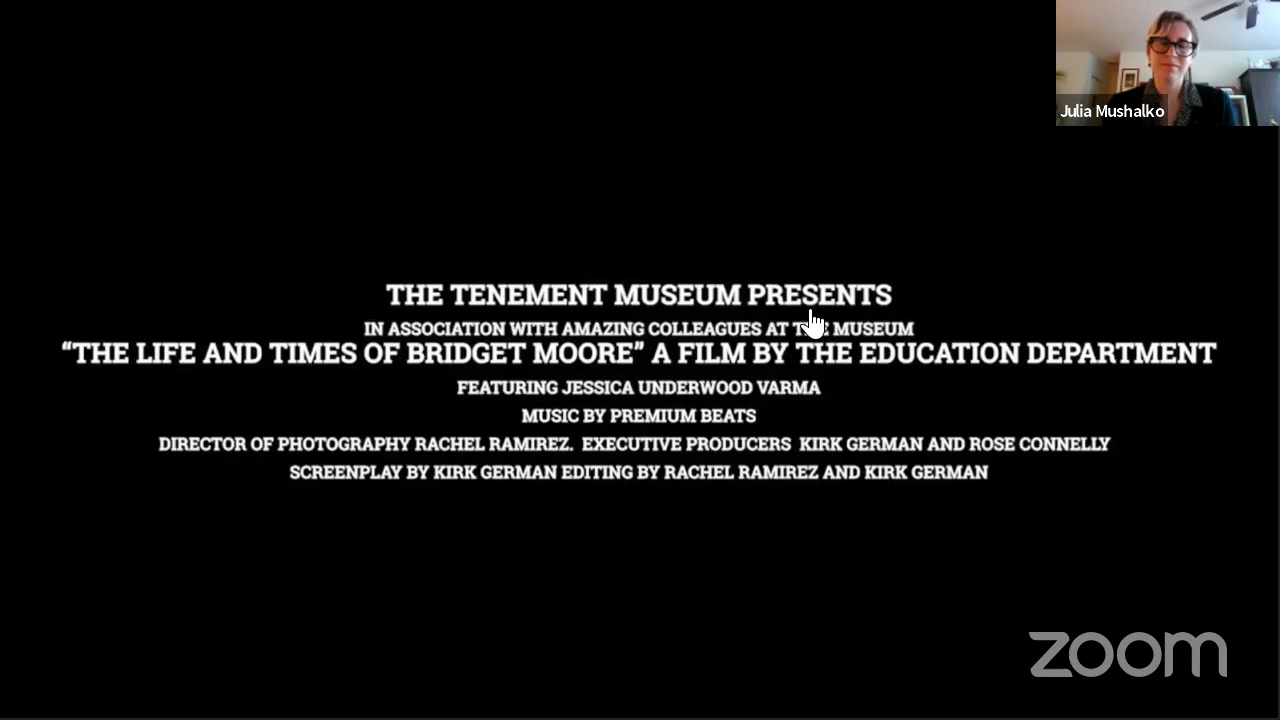 Julia Mushalko
THE TENEMENT MUSEUM PRESENTS
IN ASSOCIATION WITH AMAZING COLLEAGUES AT THE MUSEUM
“THE LIFE AND TIMES OF BRIDGET MOORE” A FILM BY THE EDUCATION DEPARTMENT
FEATURING JESSICA UNDERWOOD VARMA
MUSIC BY PREMIUM BEATS
DIRECTOR OF PHOTOGRAPHY RACHEL RAMIREZ. EXECUTIVE PRODUCERS KIRK GERMAN AND ROSE CONNELLY
SCREENPLAY BY KIRK GERMAN EDITING BY RACHEL RAMIREZ AND KIRK GERMAN
zoom